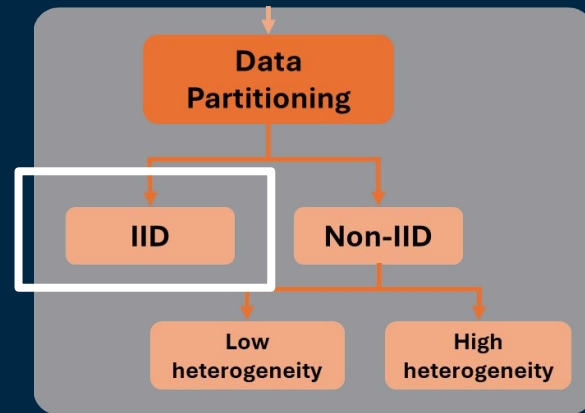 Data
Partitioning
IID
Non-IID
Low
heterogeneity
High
heterogeneity